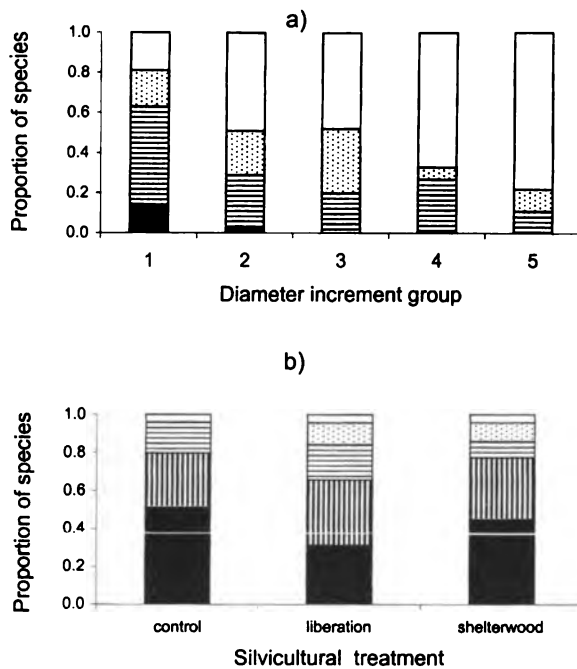 a)
Proportion of species
1.0
0.8
0.6
0.4
0.2
0.0
1 2 3 4 5
Diameter increment group
b)
Proportion of species
1.0
0.8
0.6
0.4
0.2
0.0
control liberation shelterwood
Silvicultural treatment